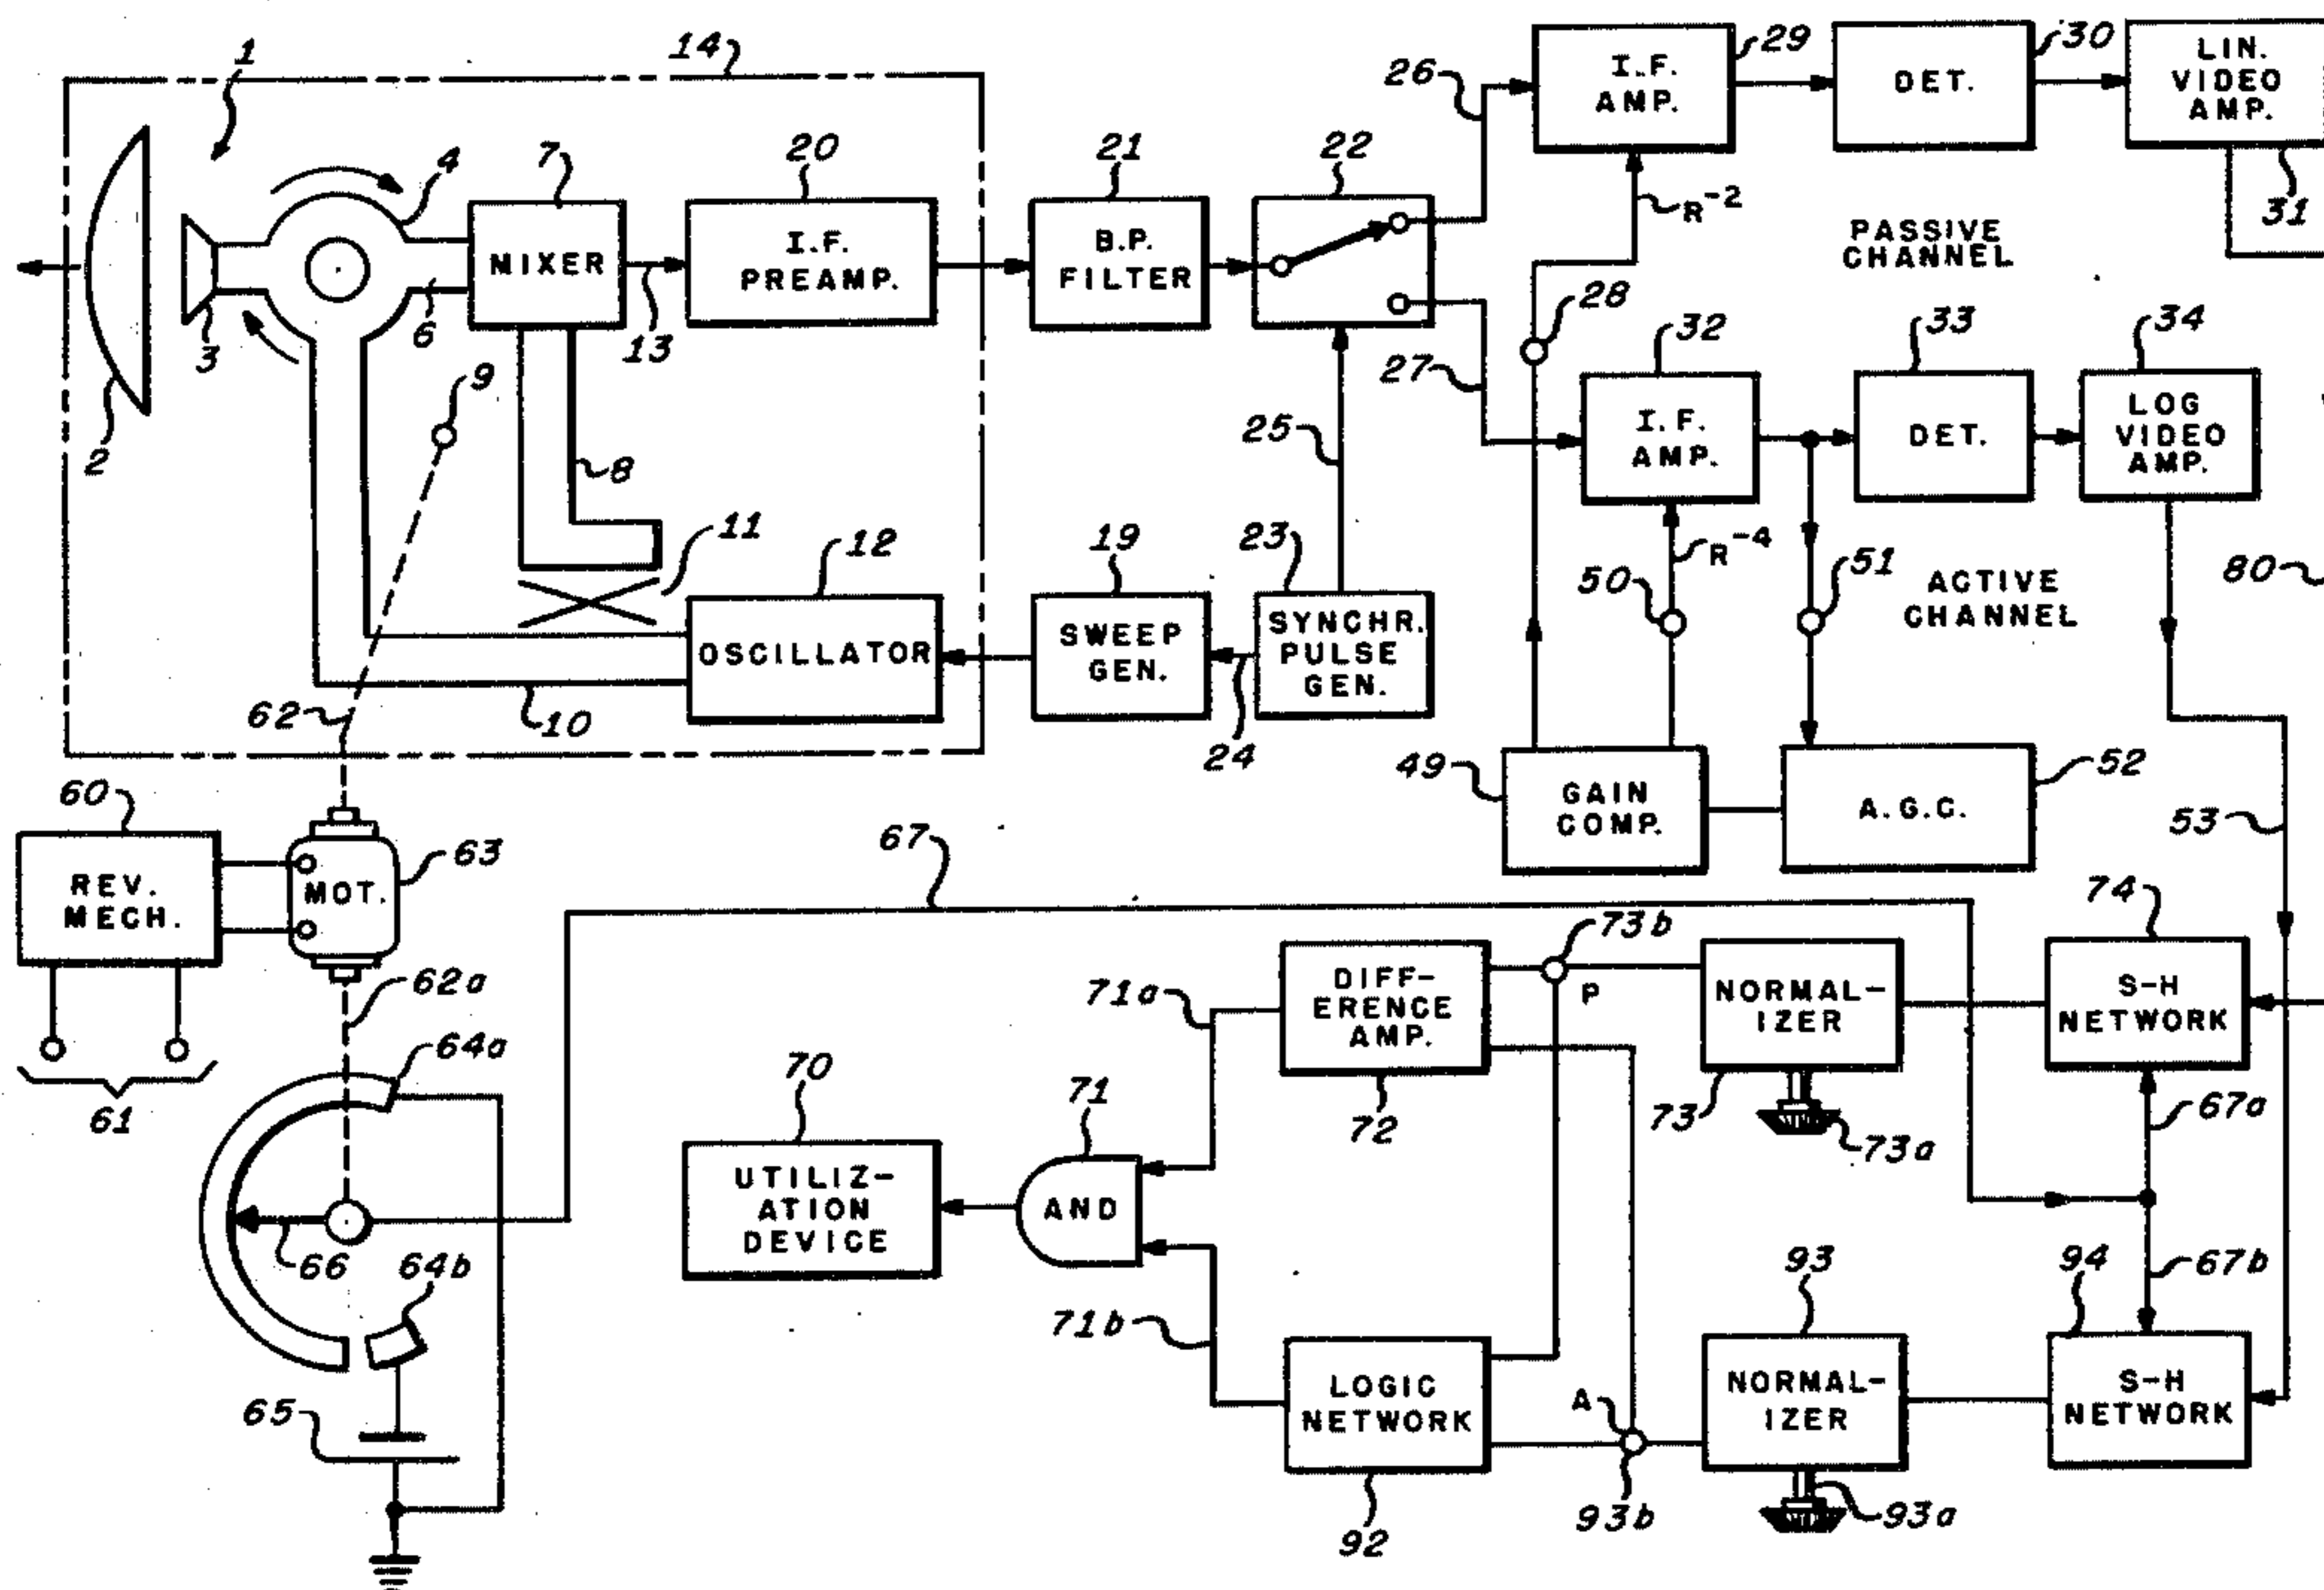 1
14
2
3
4
6
7
MIXER
13
20
I.F.
PREAMP.
21
B.P.
FILTER
22
26
27
29
I.F.
AMP.
30
DET.
LIN.
VIDEO
AMP.
31
R-2
PASSIVE
CHANNEL
28
9
8
11
12
OSCILLATOR
10
62
19
SWEEP
GEN.
23
SYNCHR.
PULSE
GEN.
24
25
32
I.F.
AMP.
33
DET.
34
LOG
VIDEO
AMP.
R-4
50
51
ACTIVE
CHANNEL
80
49
GAIN
COMP.
52
A.G.C.
53
60
REV.
MECH.
63
MOT.
61
62a
67
64a
66
64b
65
70
UTILIZ-
ATION
DEVICE
71
AND
71a
71b
DIFF-
ERENCE
AMP.
72
73b
P
NORMAL-
IZER
73
73a
74
S-H
NETWORK
67a
67b
LOGIC
NETWORK
92
A
93b
93
NORMAL-
IZER
93a
94
S-H
NETWORK